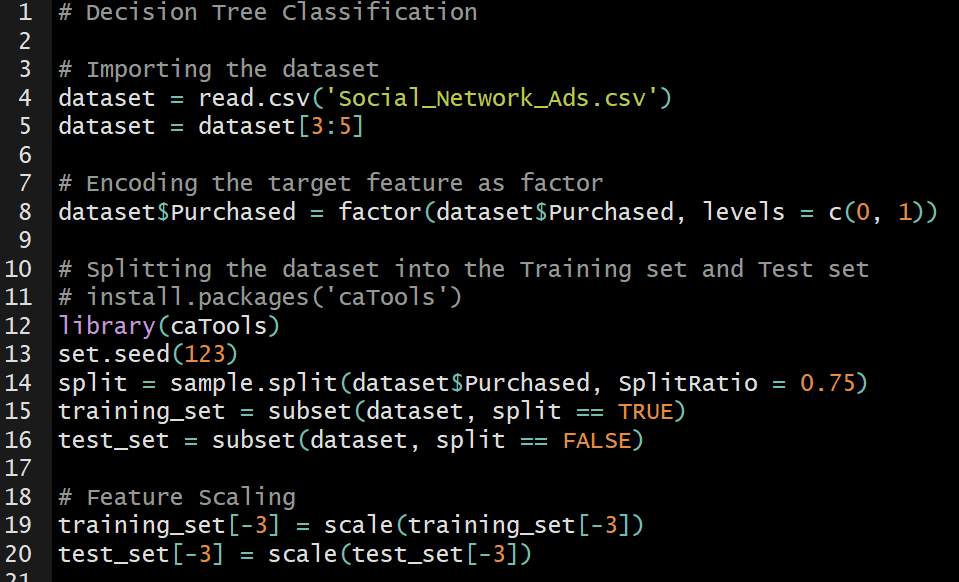 1 # Decision Tree Classification
2
3 # Importing the dataset
4 dataset = read.csv('Social_Network_Ads.csv')
5 dataset = dataset[3:5]
6
7 # Encoding the target feature as factor
8 dataset$Purchased = factor(dataset$Purchased, levels = c(0, 1))
9
10 # Splitting the dataset into the Training set and Test set
11 # install.packages('caTools')
12 library(caTools)
13 set.seed(123)
14 split = sample.split(dataset$Purchased, SplitRatio = 0.75)
15 training_set = subset(dataset, split == TRUE)
16 test_set = subset(dataset, split == FALSE)
17
18 # Feature Scaling
19 training_set[-3] = scale(training_set[-3])
20 test_set[-3] = scale(test_set[-3])
21